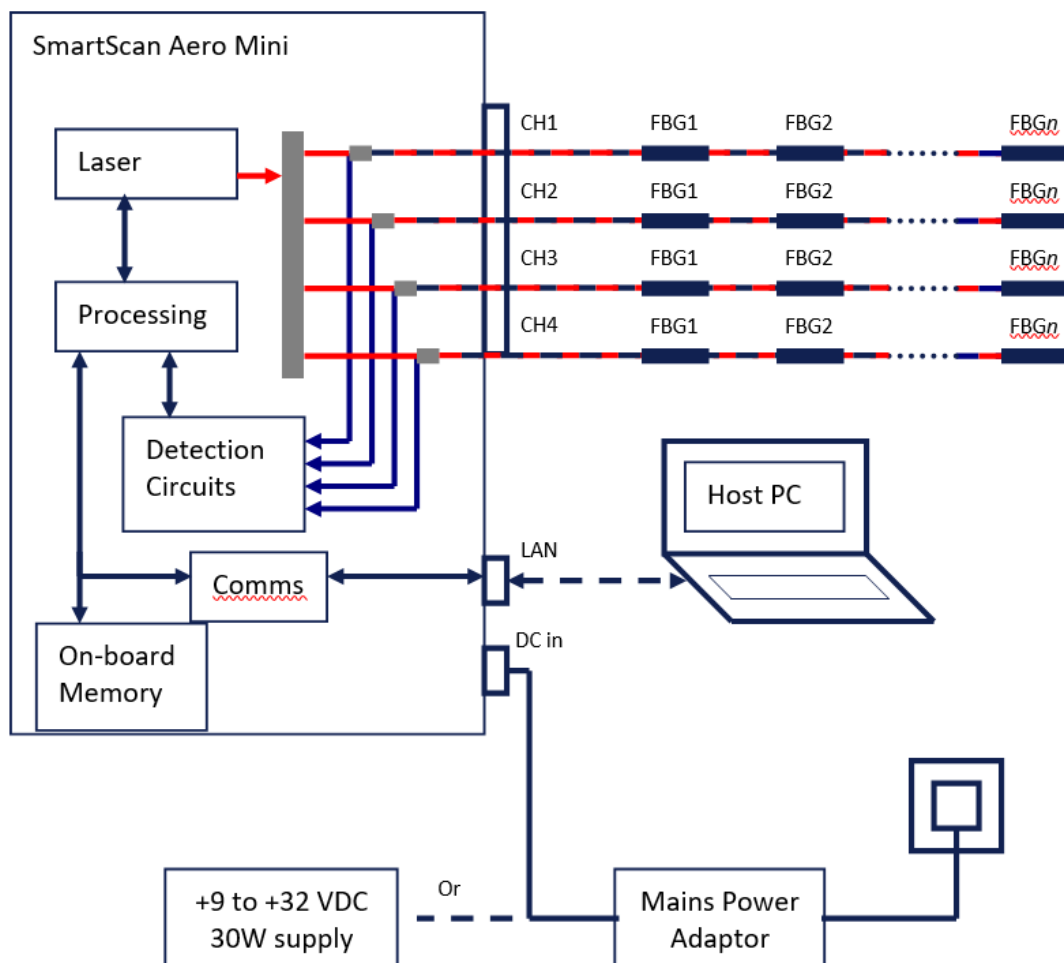 SmartScan Aero Mini
CH1 FBG1 FBG2 FBGn
Laser
CH2 FBG1 FBG2 FBGn
CH3 FBG1 FBG2 FBGn
Processing
CH4 FBG1 FBG2 FBGn
Detection
Circuits
Host PC
LAN
Comms
DC in
On-board
Memory
Or
+9 to +32 VDC
30W supply
Mains Power
Adaptor